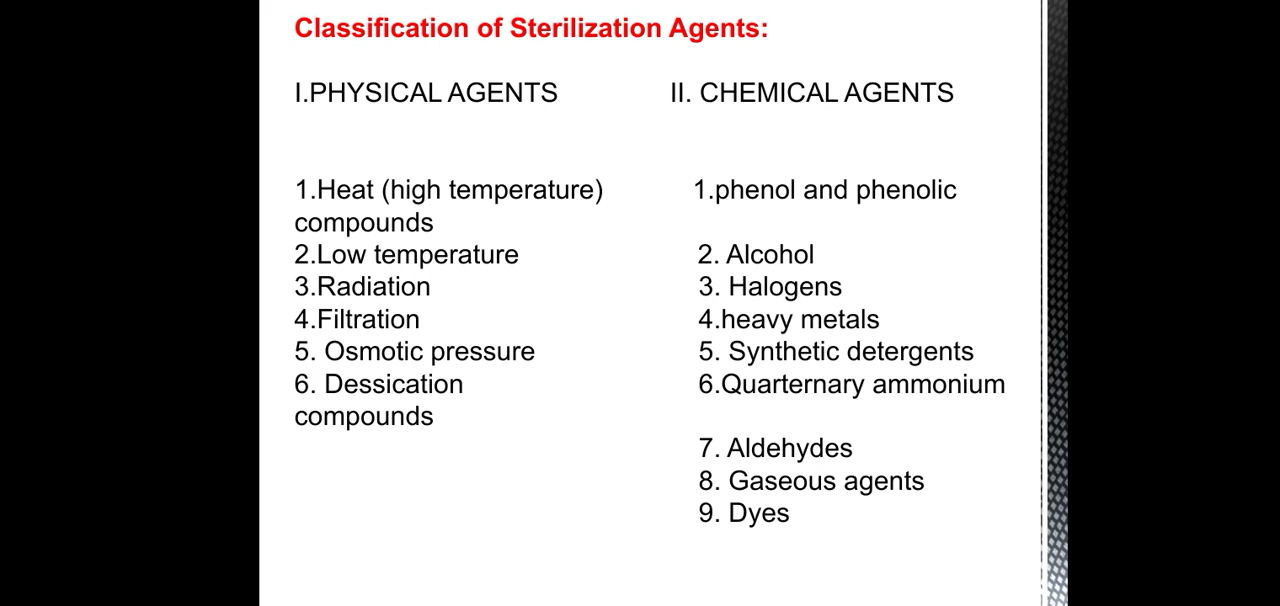 Classification of Sterilization Agents:
I.PHYSICAL AGENTS II. CHEMICAL AGENTS
1.Heat (high temperature) 1.phenol and phenolic
compounds
2.Low temperature 2. Alcohol
3.Radiation 3. Halogens
4.Filtration 4.heavy metals
5. Osmotic pressure 5. Synthetic detergents
6. Dessication 6.Quarternary ammonium
compounds
7. Aldehydes
8. Gaseous agents
9. Dyes